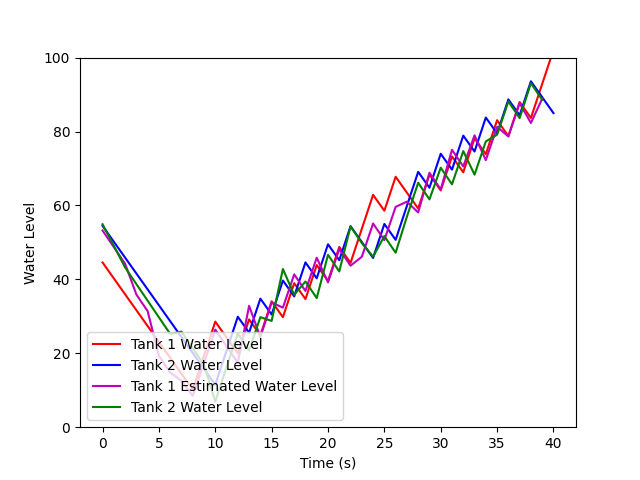 100
80
60
40
20
0
Water Level
Tank 1 Water Level
Tank 2 Water Level
Tank 1 Estimated Water Level
Tank 2 Water Level
0 5 10 15 20 25 30 35 40
Time (s)